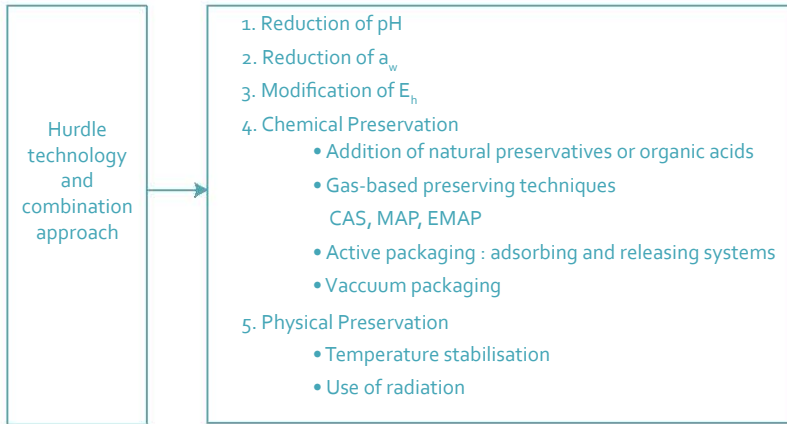 Hurdle
technology
and
combination
approach
1. Reduction of pH
2. Reduction of aw
3. Modification of Eh
4. Chemical Preservation
• Addition of natural preservatives or organic acids
• Gas-based preserving techniques
CAS, MAP, EMAP
• Active packaging : adsorbing and releasing systems
• Vaccuum packaging
5. Physical Preservation
• Temperature stabilisation
• Use of radiation